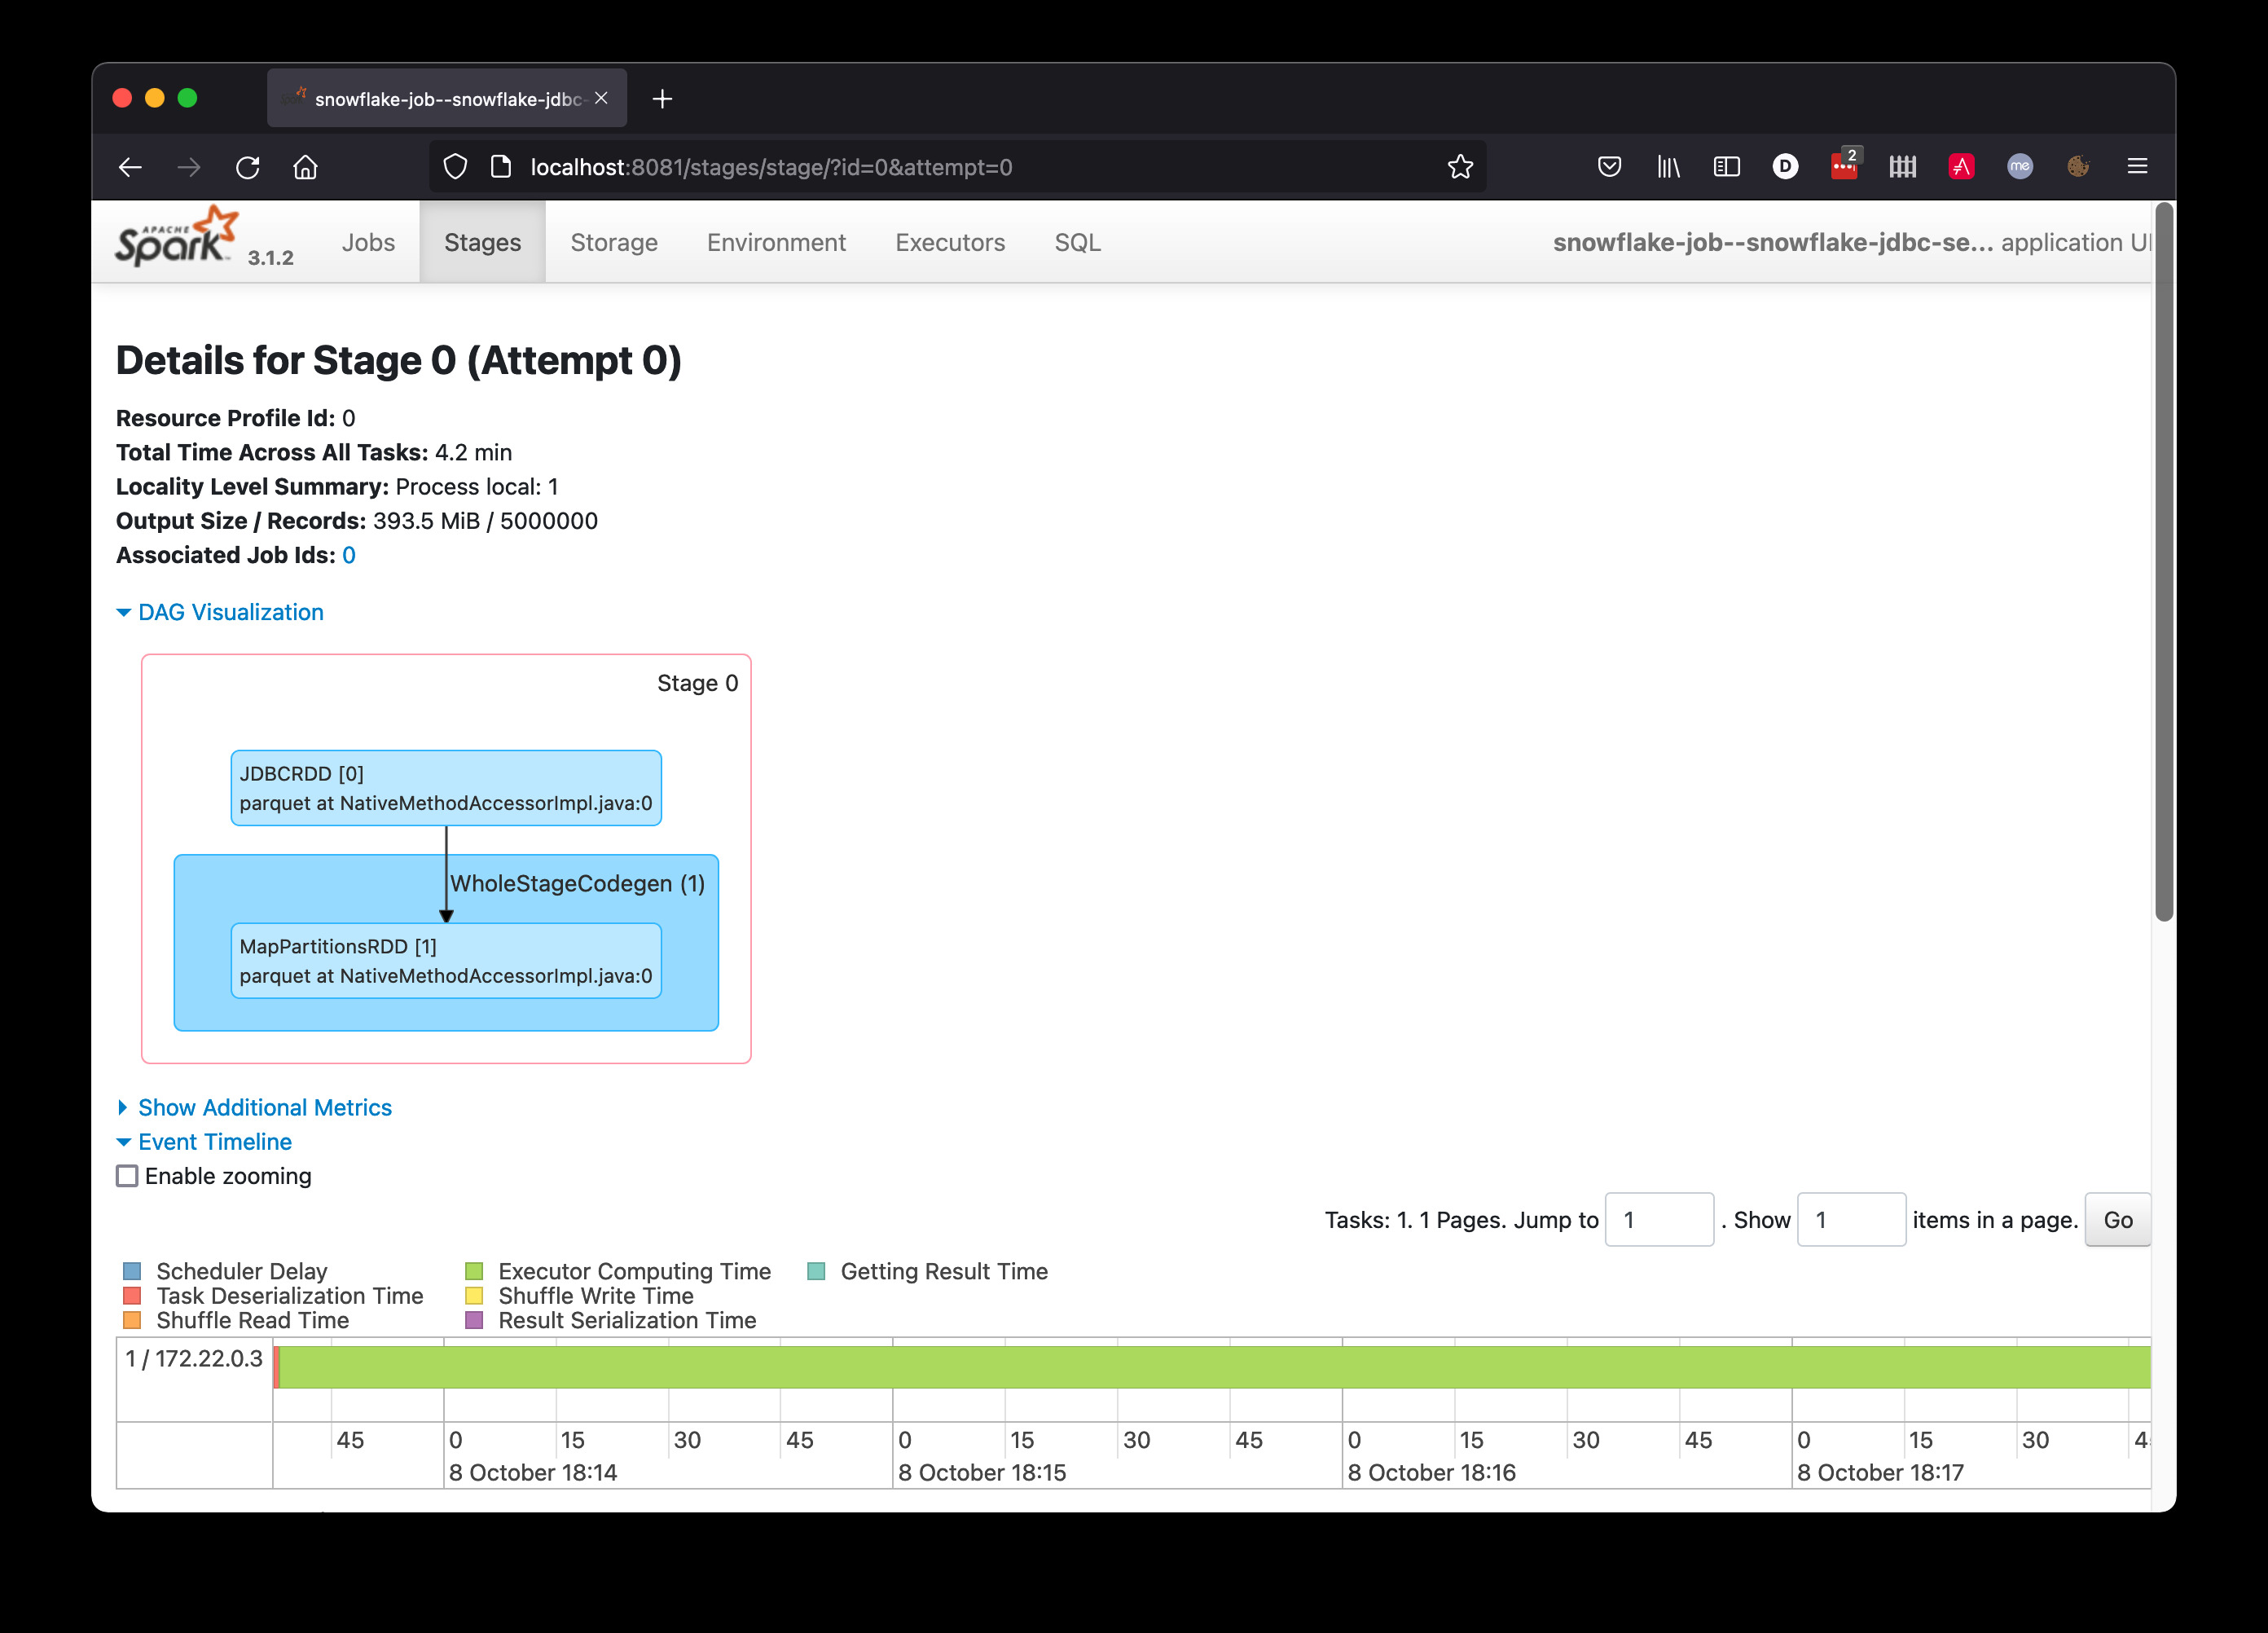 snowflake-job--snowflake-jdbc-
localhost:8081/stages/stage/?id=0&attempt=0
D
2
me
APACHE
Spark 3.1.2
Jobs
Stages
Storage
Environment
Executors
SQL
snowflake-job--snowflake-jdbc-se... application UI
Details for Stage 0 (Attempt 0)
Resource Profile Id: 0
Total Time Across All Tasks: 4.2 min
Locality Level Summary: Process local: 1
Output Size / Records: 393.5 MiB / 5000000
Associated Job Ids: 0
DAG Visualization
Stage 0
JDBCRDD [0]
parquet at NativeMethodAccessorImpl.java:0
WholeStageCodegen (1)
MapPartitionsRDD [1]
parquet at NativeMethodAccessorImpl.java:0
Show Additional Metrics
Event Timeline
Enable zooming
Tasks: 1. 1 Pages. Jump to 1 . Show 1 items in a page. Go
Scheduler Delay
Task Deserialization Time
Shuffle Read Time
Executor Computing Time
Shuffle Write Time
Result Serialization Time
Getting Result Time
1 / 172.22.0.3
45 0 15 30 45 0 15 30 45 0 15 30 45 0 15 30 4
8 October 18:14 8 October 18:15 8 October 18:16 8 October 18:17